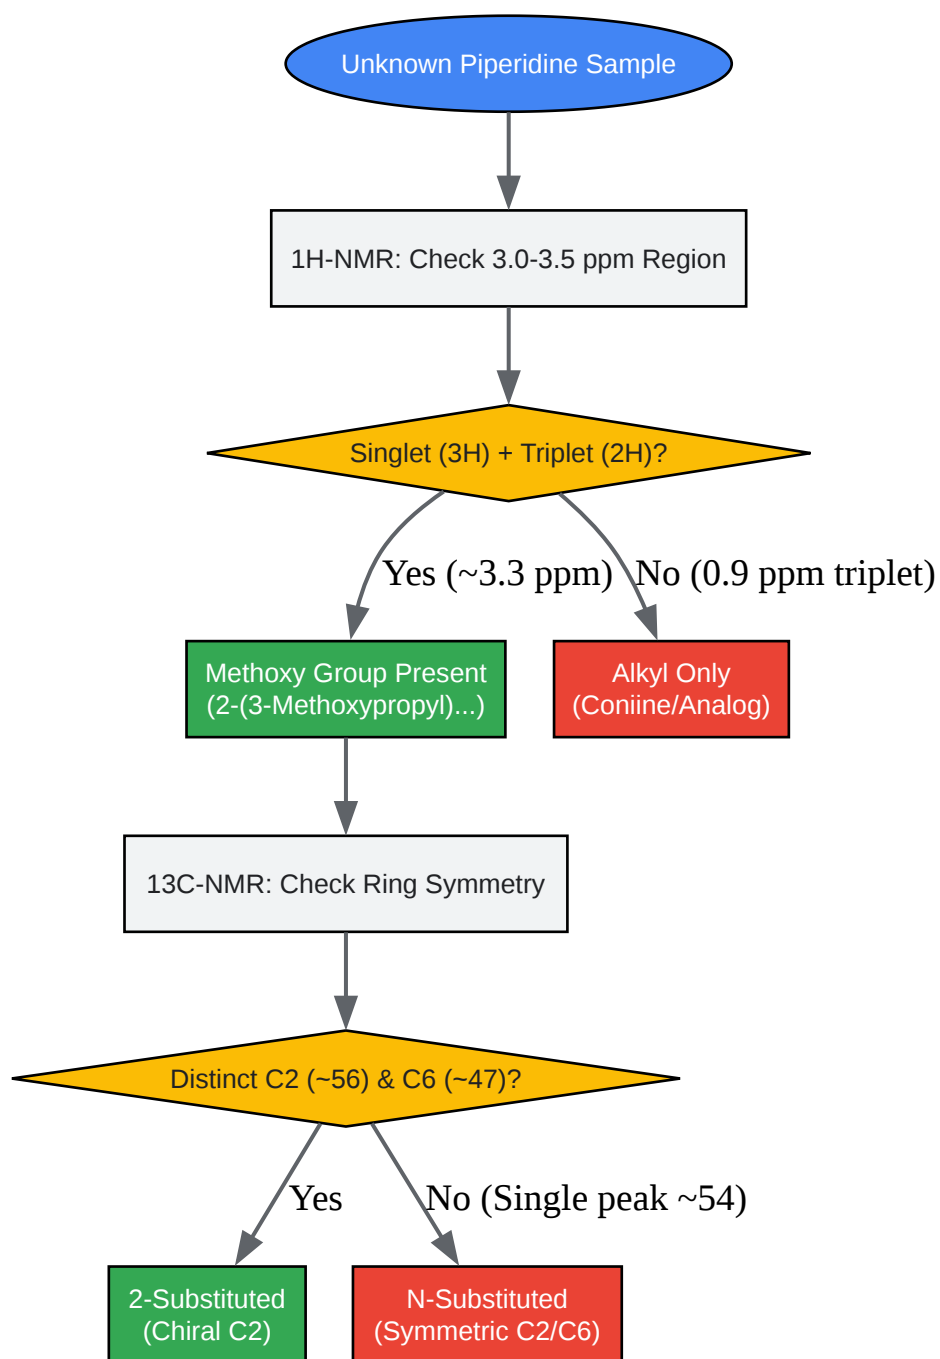 Unknown Piperidine Sample
1H-NMR: Check 3.0-3.5 ppm Region
Singlet (3H) + Triplet (2H)?
Yes (~3.3 ppm)
No (0.9 ppm triplet)
Methoxy Group Present
(2-(3-Methoxypropyl)...)
Alkyl Only
(Coniine/Analog)
13C-NMR: Check Ring Symmetry
Distinct C2 (~56) & C6 (~47)?
Yes
No (Single peak ~54)
2-Substituted
(Chiral C2)
N-Substituted
(Symmetric C2/C6)